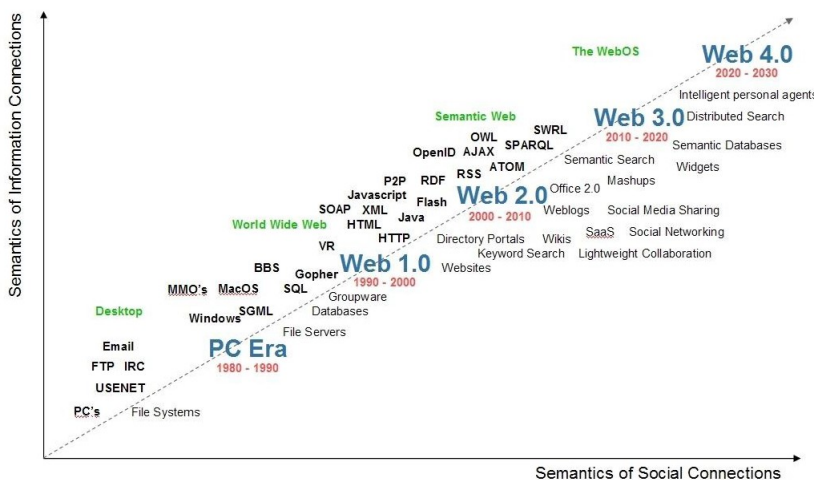 Semantics of Information Connections
The WebOS
Web 4.0
2020 - 2030
Intelligent personal agents
Semantic Web
Web 3.0
2010 - 2020
Distributed Search
SWRL
OWL
SPARQL
OpenID
AJAX
Semantic Databases
Semantic Search
ATOM
Widgets
P2P
RDF
RSS
Mashups
Office 2.0
Javascript
Flash
Web 2.0
2000 - 2010
SOAP
XML
Java
Weblogs
Social Media Sharing
World Wide Web
HTML
HTTP
SaaS
Social Networking
Directory Portals
Wikis
VR
Keyword Search
Lightweight Collaboration
Web 1.0
1990 - 2000
Websites
BBS
Gopher
MMO's
MacOS
SQL
Groupware
Desktop
SGML
Databases
Windows
File Servers
Email
PC Era
1980 - 1990
FTP
IRC
USENET
PC's
File Systems
Semantics of Social Connections